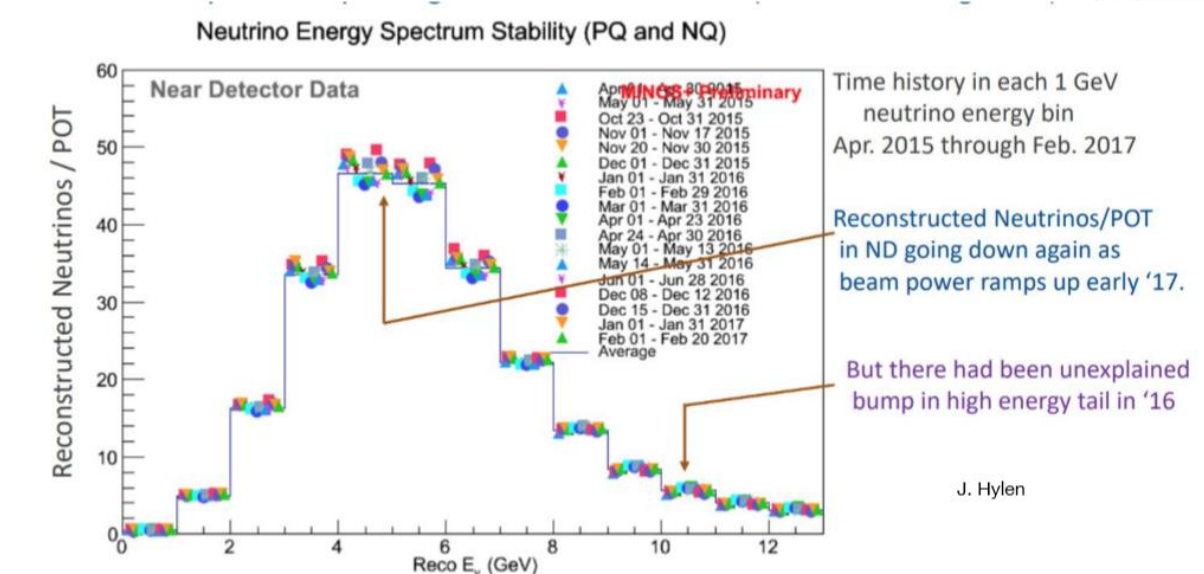 Neutrino Energy Spectrum Stability (PQ and NQ)
Near Detector Data
MINOS+ Preliminary
Reconstructed Neutrinos / POT
60
50
40
30
20
10
0
May 01 - May 31 2015
Oct 23 - Oct 31 2015
Nov 01 - Nov 17 2015
Nov 20 - Nov 30 2015
Dec 01 - Dec 31 2015
Jan 01 - Jan 31 2016
Feb 01 - Feb 29 2016
Mar 01 - Mar 31 2016
Apr 01 - Apr 23 2016
Apr 24 - Apr 30 2016
May 01 - May 13 2016
May 14 - May 31 2016
Jun 01 - Jun 28 2016
Dec 08 - Dec 12 2016
Dec 15 - Dec 31 2016
Jan 01 - Jan 31 2017
Feb 01 - Feb 20 2017
Average
0 2 4 6 8 10 12
Reco Eν (GeV)
Time history in each 1 GeV
neutrino energy bin
Apr. 2015 through Feb. 2017
Reconstructed Neutrinos/POT
in ND going down again as
beam power ramps up early ‘17.
But there had been unexplained
bump in high energy tail in ‘16
J. Hylen